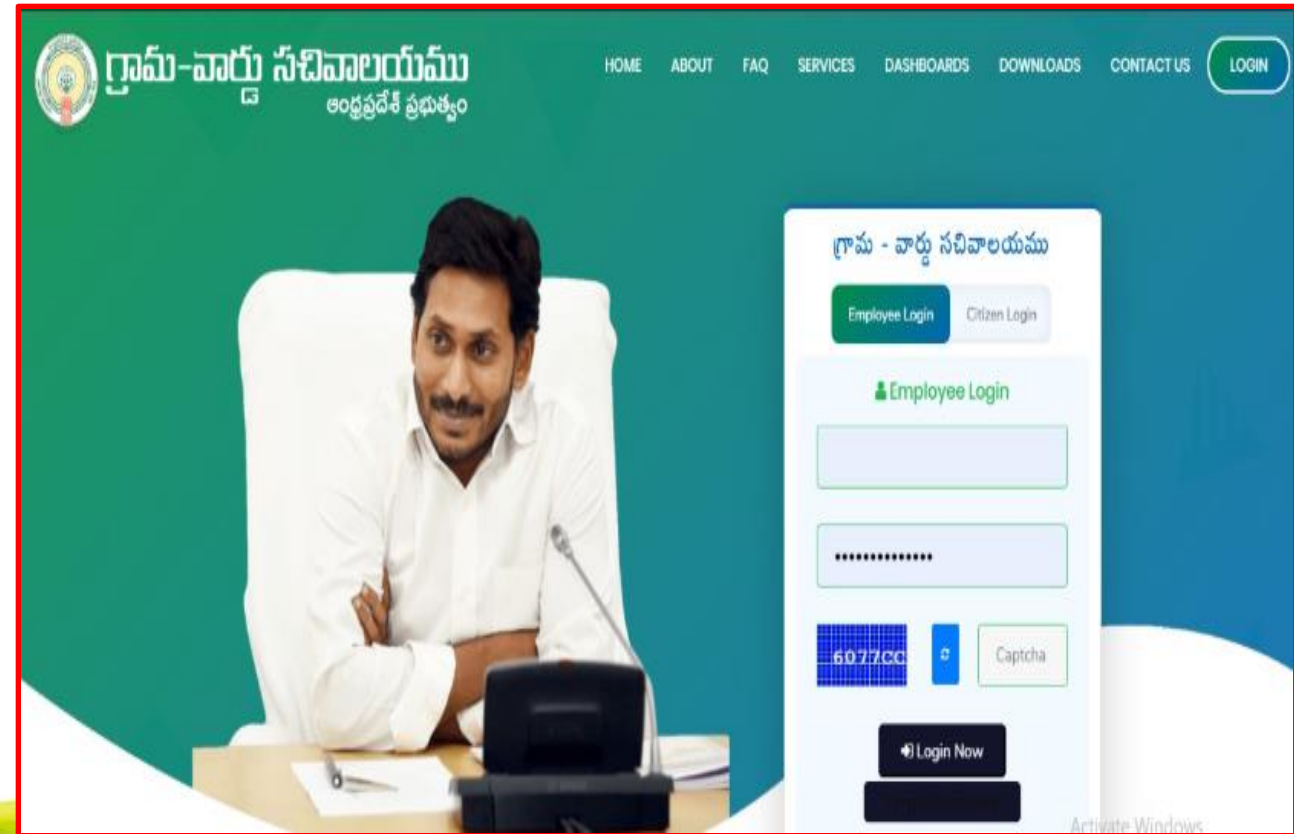 గ్రామ-వార్డు సచివాలయము
ఆంధ్రప్రదేశ్ ప్రభుత్వం
HOME ABOUT FAQ SERVICES DASHBOARDS DOWNLOADS CONTACT US LOGIN
గ్రామ - వార్డు సచివాలయము
Employee Login Citizen Login
Employee Login
••••••••••••••
6077CC Captcha
Login Now
Activate Windows